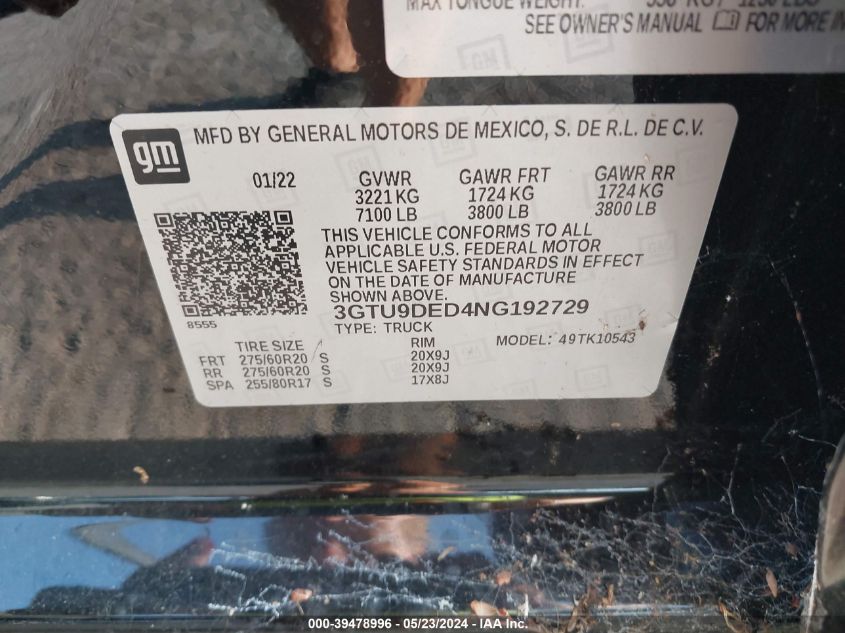 MAX TONGUE WEIGHT:
SEE OWNER'S MANUAL FOR MORE
gm MFD BY GENERAL MOTORS DE MEXICO, S. DE R.L. DE C.V.
01/22 GVWR GAWR FRT GAWR RR
3221 KG 1724 KG 1724 KG
7100 LB 3800 LB 3800 LB
THIS VEHICLE CONFORMS TO ALL
APPLICABLE U.S. FEDERAL MOTOR
VEHICLE SAFETY STANDARDS IN EFFECT
ON THE DATE OF MANUFACTURE
SHOWN ABOVE.
3GTU9DED4NG192729
8555
TYPE: TRUCK MODEL: 49TK10543
TIRE SIZE RIM
FRT 275/60R20 S 20X9J
RR 275/60R20 S 20X9J
SPA 255/80R17 S 17X8J
000-39478996 - 05/23/2024 - IAA Inc.